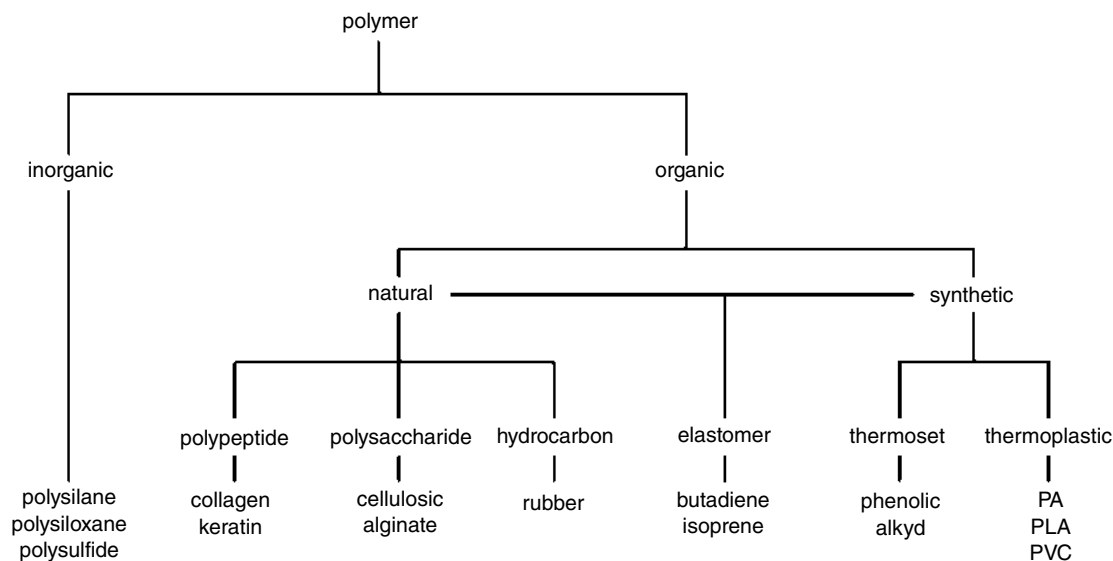 polymer
inorganic
organic
natural
synthetic
polypeptide
polysaccharide
hydrocarbon
elastomer
thermoset
thermoplastic
polysilane
polysiloxane
polysulfide
collagen
keratin
cellulosic
alginate
rubber
butadiene
isoprene
phenolic
alkyd
PA
PLA
PVC